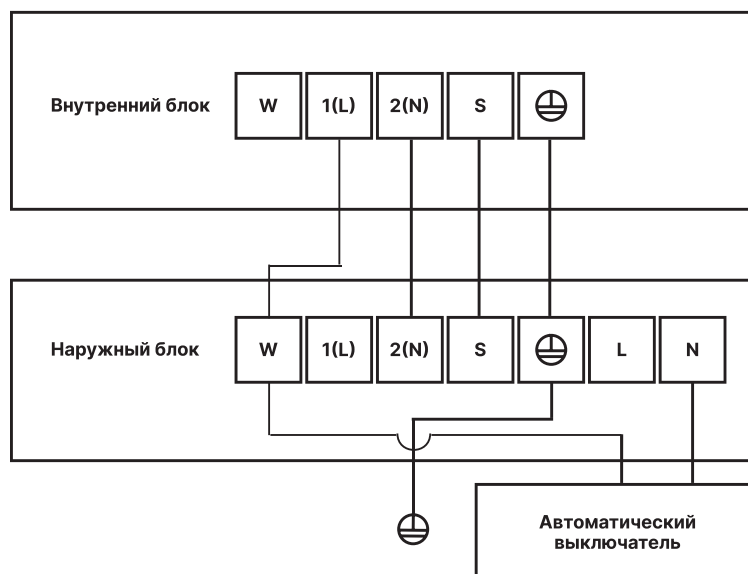 Внутренний блок W 1(L) 2(N) S
Наружный блок W 1(L) 2(N) S L N
Автоматический
выключатель